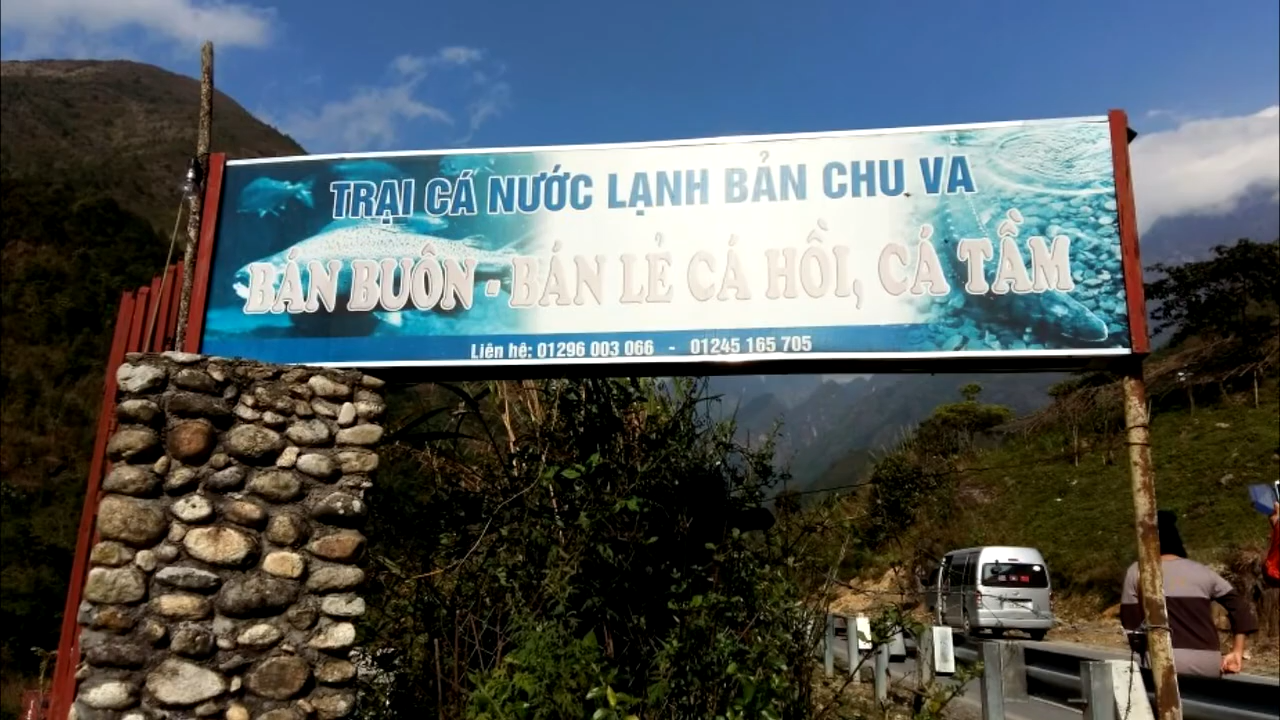 TRẠI CÁ NƯỚC LẠNH BẢN CHU VA
BÁN BUÔN - BÁN LẺ CÁ HỒI, CÁ TẦM
Liên hê: 01296 003 066 - 01245 165 705